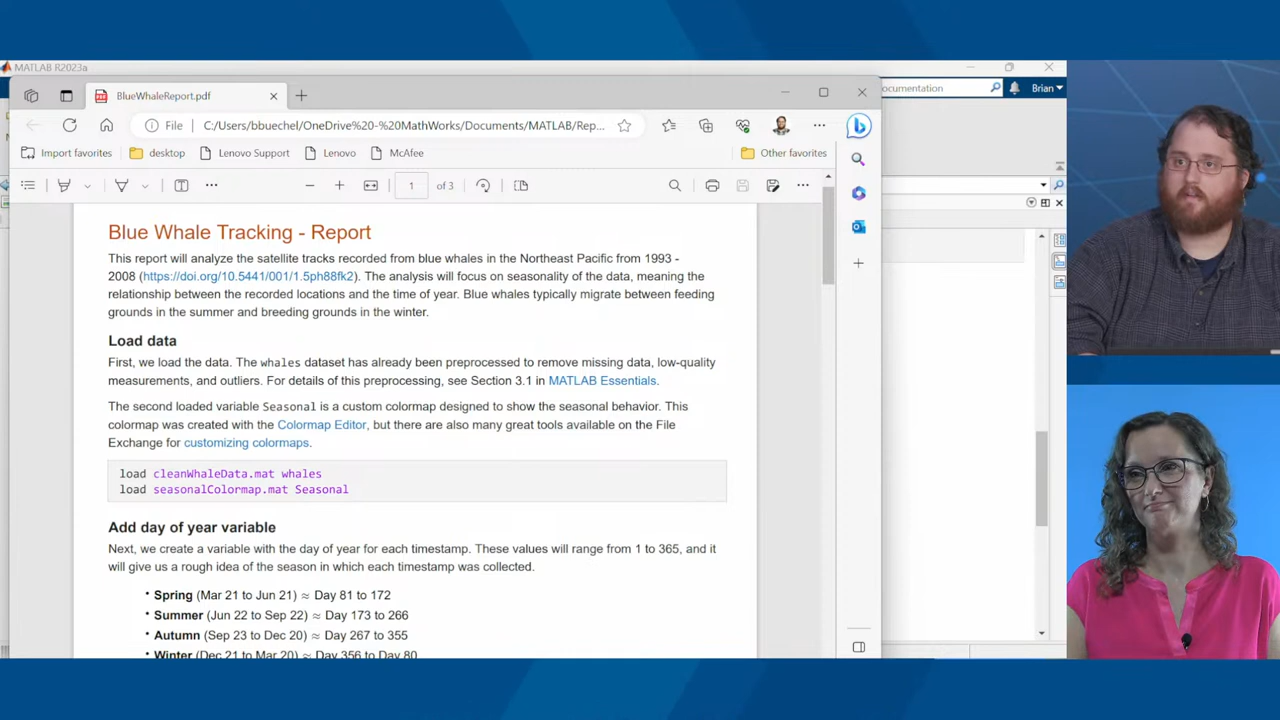 MATLAB R2023a
BlueWhaleReport.pdf
ocumentation
Brian
File
C:/Users/bbuechel/OneDrive%20-%20MathWorks/Documents/MATLAB/Rep...
Import favorites
desktop
Lenovo Support
Lenovo
McAfee
Other favorites
1 of 3
Blue Whale Tracking - Report
This report will analyze the satellite tracks recorded from blue whales in the Northeast Pacific from 1993 -
2008 (https://doi.org/10.5441/001/1.5ph88fk2). The analysis will focus on seasonality of the data, meaning the
relationship between the recorded locations and the time of year. Blue whales typically migrate between feeding
grounds in the summer and breeding grounds in the winter.
Load data
First, we load the data. The whales dataset has already been preprocessed to remove missing data, low-quality
measurements, and outliers. For details of this preprocessing, see Section 3.1 in MATLAB Essentials.
The second loaded variable Seasonal is a custom colormap designed to show the seasonal behavior. This
colormap was created with the Colormap Editor, but there are also many great tools available on the File
Exchange for customizing colormaps.
load cleanWhaleData.mat whales
load seasonalColormap.mat Seasonal
Add day of year variable
Next, we create a variable with the day of year for each timestamp. These values will range from 1 to 365, and it
will give us a rough idea of the season in which each timestamp was collected.
• Spring (Mar 21 to Jun 21) ≈ Day 81 to 172
• Summer (Jun 22 to Sep 22) ≈ Day 173 to 266
• Autumn (Sep 23 to Dec 20) ≈ Day 267 to 355
• Winter (Dec 21 to Mar 20) ≈ Day 356 to Day 80